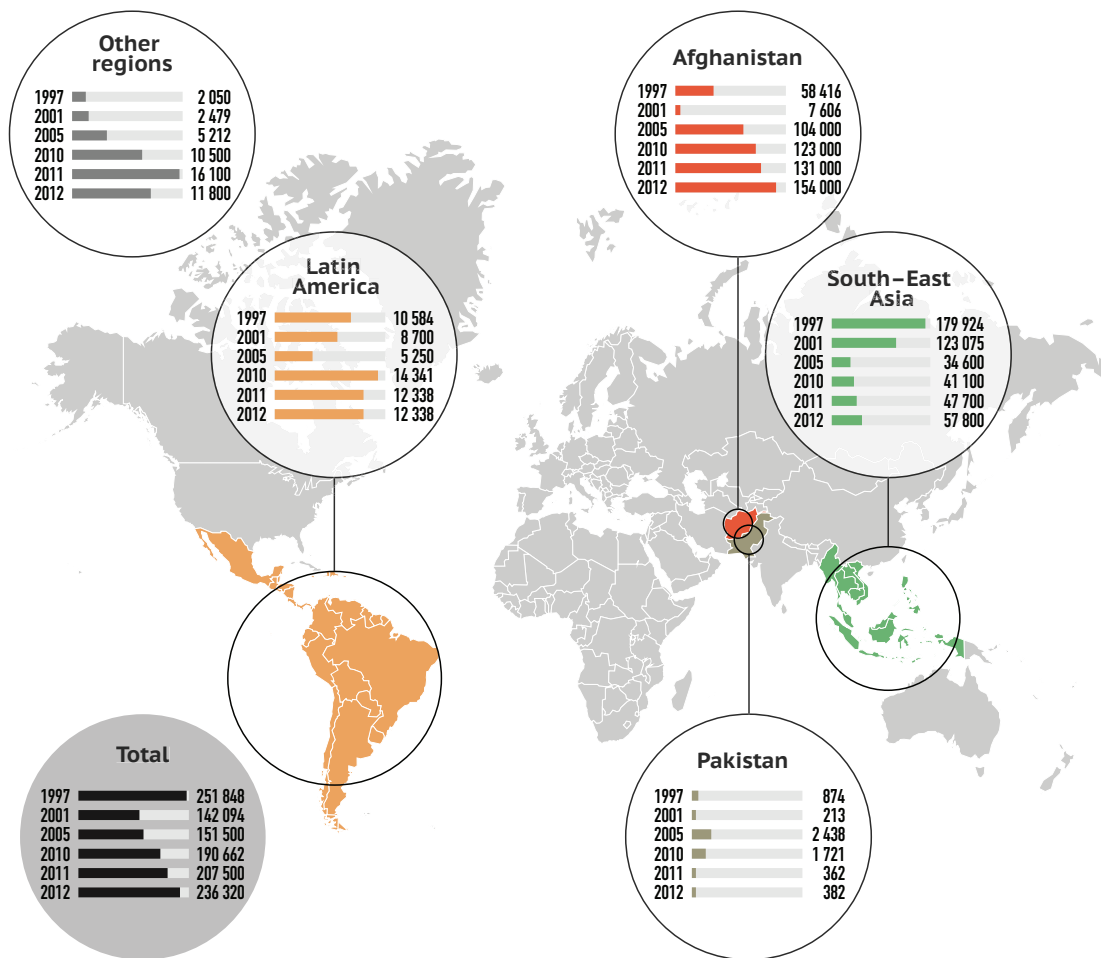 Other
regions
1997 2 050
2001 2 479
2005 5 212
2010 10 500
2011 16 100
2012 11 800
Afghanistan
1997 58 416
2001 7 606
2005 104 000
2010 123 000
2011 131 000
2012 154 000
Latin
America
1997 10 584
2001 8 700
2005 5 250
2010 14 341
2011 12 338
2012 12 338
South–East
Asia
1997 179 924
2001 123 075
2005 34 600
2010 41 100
2011 47 700
2012 57 800
Total
1997 251 848
2001 142 094
2005 151 500
2010 190 662
2011 207 500
2012 236 320
Pakistan
1997 874
2001 213
2005 2 438
2010 1 721
2011 362
2012 382